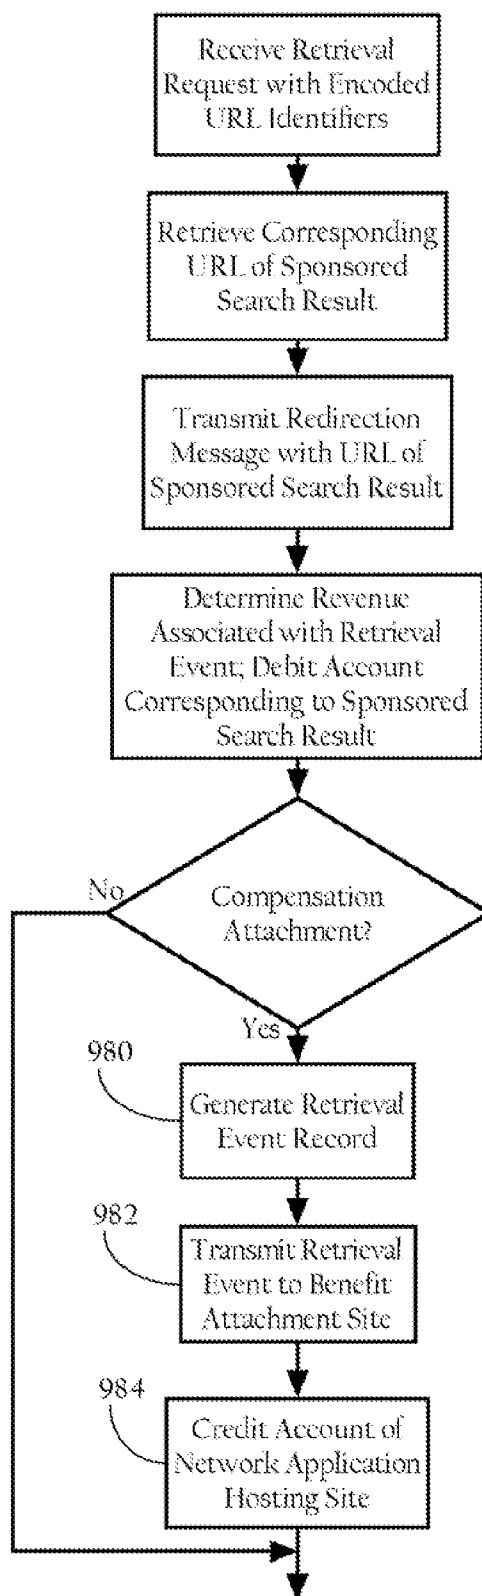 Receive Retrieval
Request with Encoded
URL Identifiers
Retrieve Corresponding
URL of Sponsored
Search Result
Transmit Redirection
Message with URL of
Sponsored Search Result
Determine Revenue
Associated with Retrieval
Event; Debit Account
Corresponding to Sponsored
Search Result
No
Compensation
Attachment?
Yes
980
Generate Retrieval
Event Record
982
Transmit Retrieval
Event to Benefit
Attachment Site
984
Credit Account of
Network Application
Hosting Site